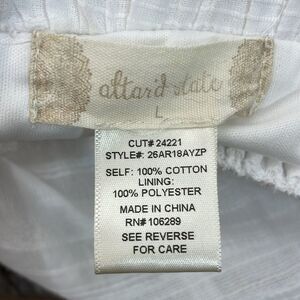 altar'd state
L
CUT# 24221
STYLE#: 26AR18AYZP
SELF: 100% COTTON
LINING:
100% POLYESTER
MADE IN CHINA
RN# 106289
SEE REVERSE
FOR CARE